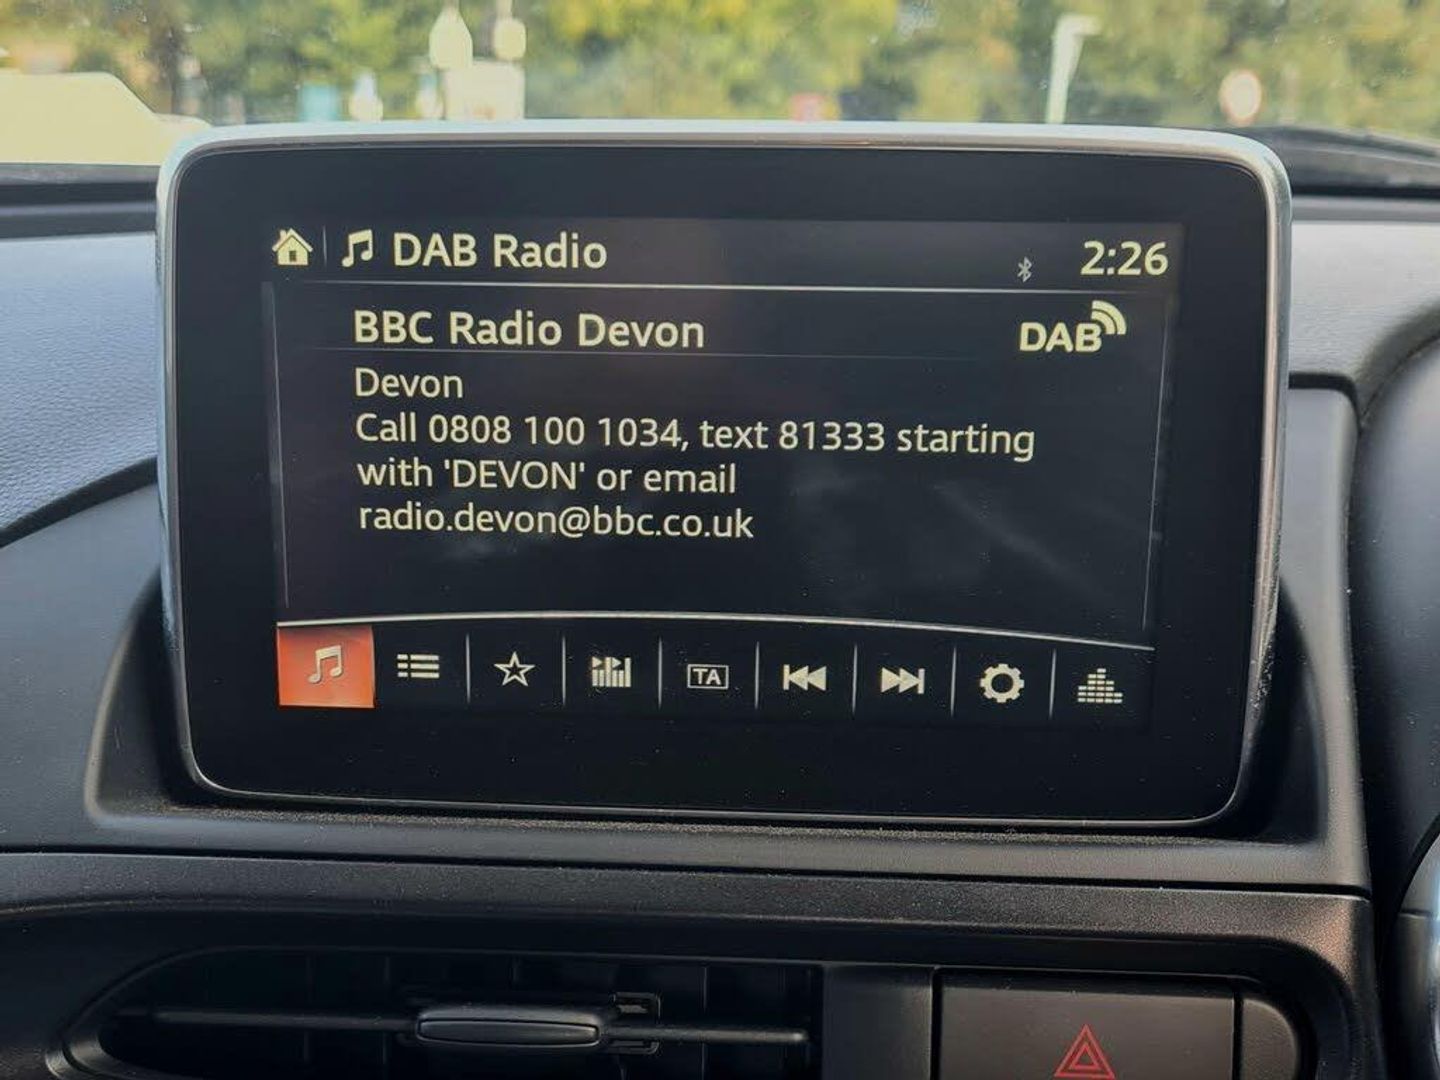 DAB Radio 2:26
BBC Radio Devon DAB
Devon
Call 0808 100 1034, text 81333 starting
with 'DEVON' or email
radio.devon@bbc.co.uk
TA